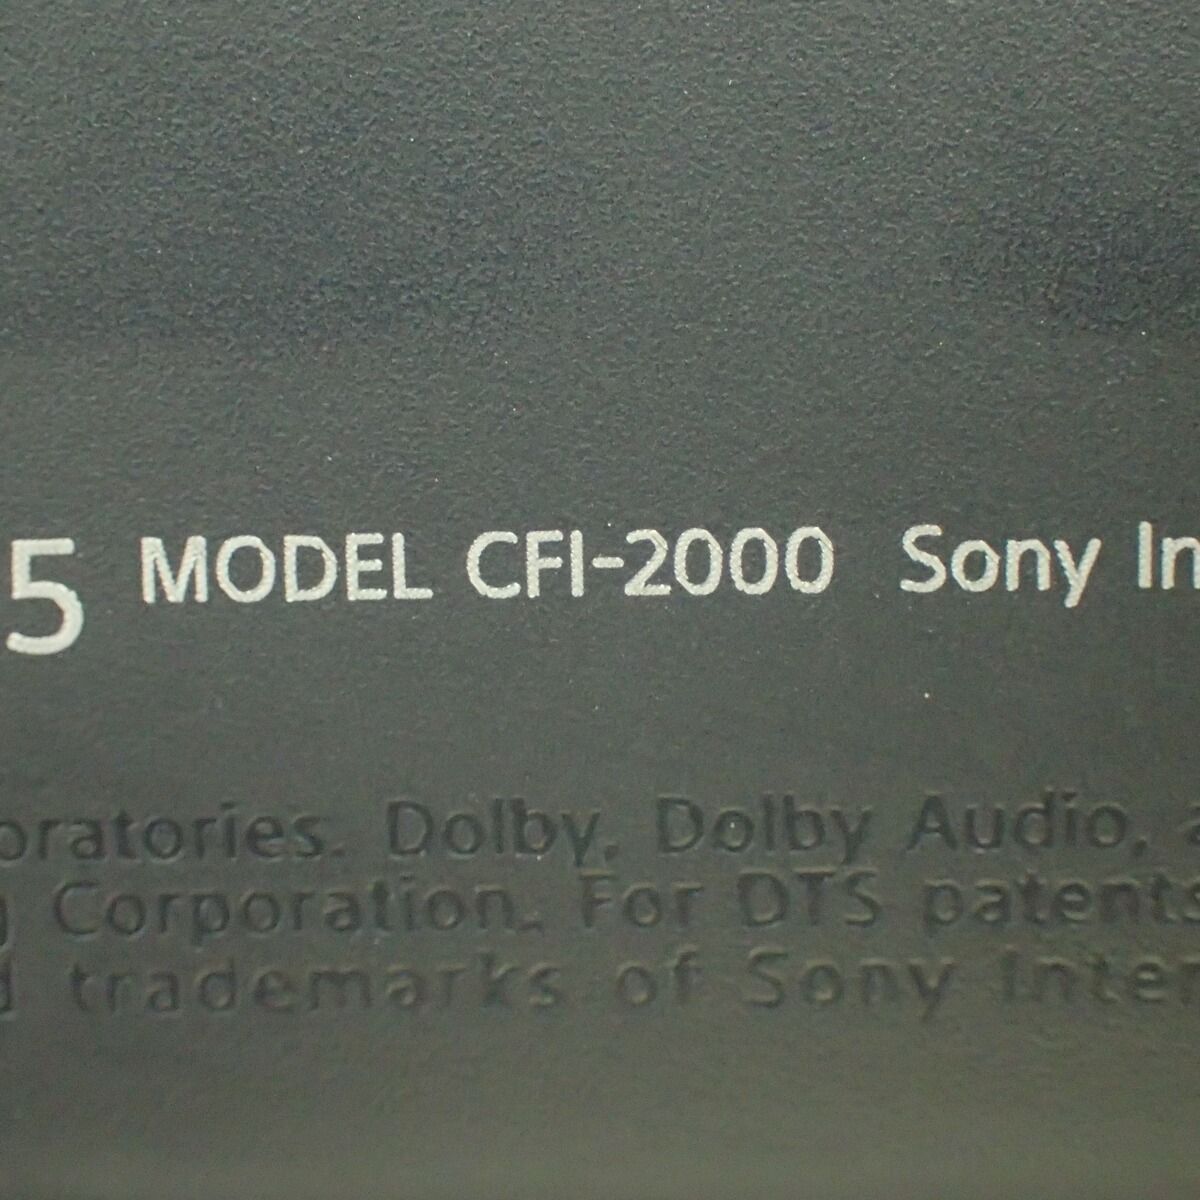 5 MODEL CFI-2000 Sony In
oratories. Dolby, Dolby Audio, a
g Corporation. For DTS patents
d trademarks of Sony Inter